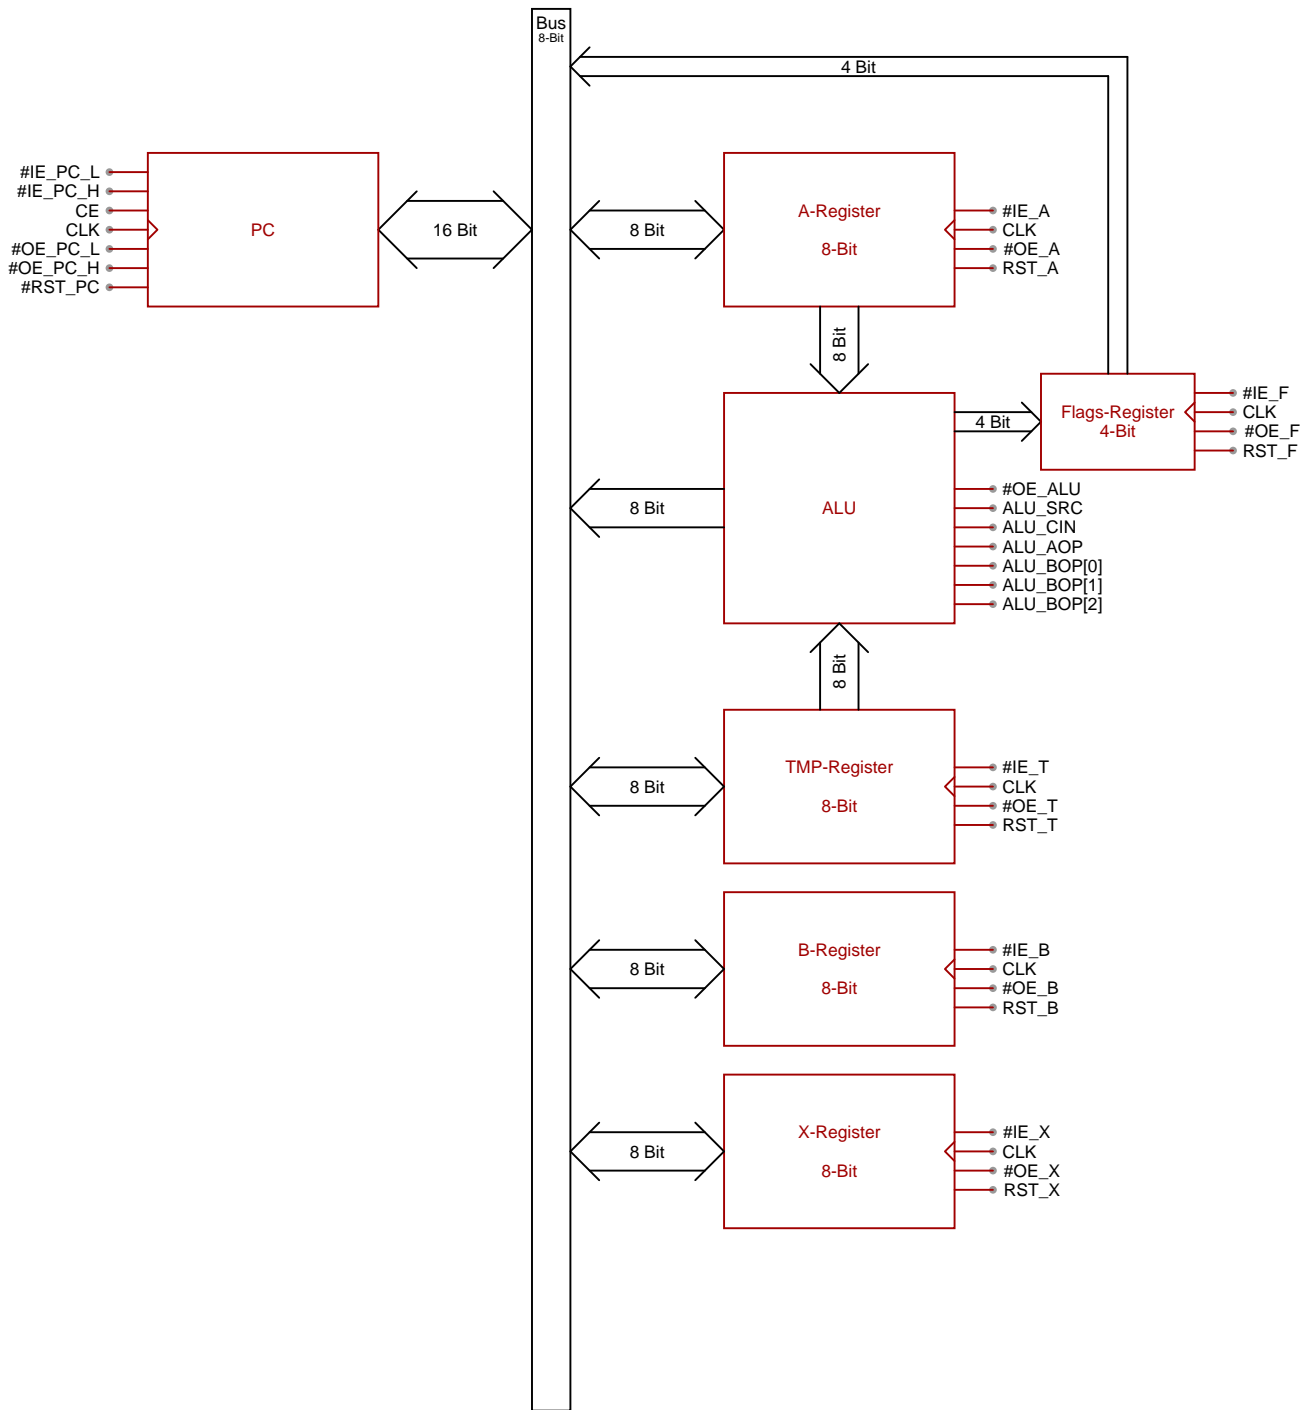 Bus
8-Bit
4 Bit
#IE_PC_L
#IE_PC_H
CE
CLK
#OE_PC_L
#OE_PC_H
#RST_PC
PC
16 Bit
8 Bit
A-Register
8-Bit
#IE_A
CLK
#OE_A
RST_A
8 Bit
4 Bit
Flags-Register
4-Bit
#IE_F
CLK
#OE_F
RST_F
8 Bit
ALU
#OE_ALU
ALU_SRC
ALU_CIN
ALU_AOP
ALU_BOP[0]
ALU_BOP[1]
ALU_BOP[2]
8 Bit
8 Bit
TMP-Register
8-Bit
#IE_T
CLK
#OE_T
RST_T
8 Bit
B-Register
8-Bit
#IE_B
CLK
#OE_B
RST_B
8 Bit
X-Register
8-Bit
#IE_X
CLK
#OE_X
RST_X